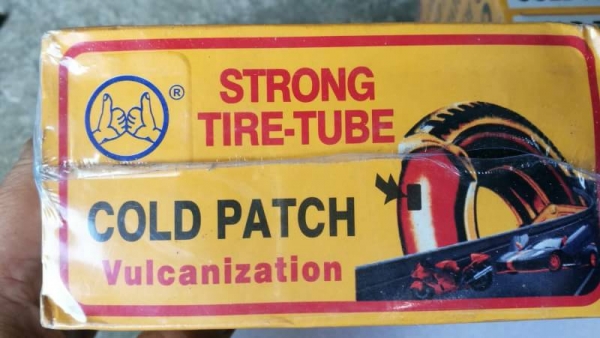 ®
STRONG
TIRE-TUBE
COLD PATCH
Vulcanization